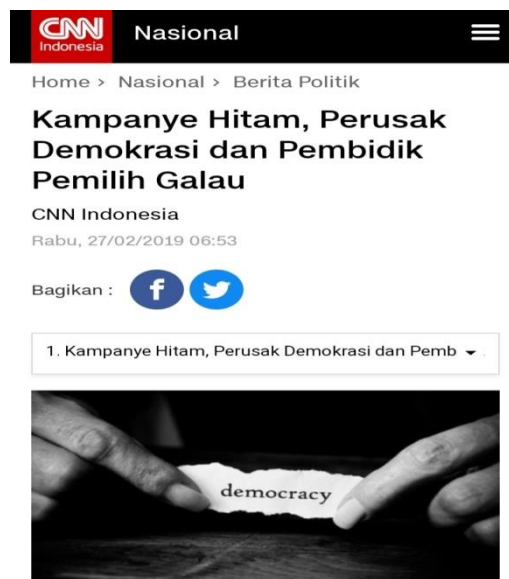 CNN Indonesia
Nasional
Home > Nasional > Berita Politik
Kampanye Hitam, Perusak
Demokrasi dan Pembidik
Pemilih Galau
CNN Indonesia
Rabu, 27/02/2019 06:53
Bagikan :
1. Kampanye Hitam, Perusak Demokrasi dan Pemb
democracy